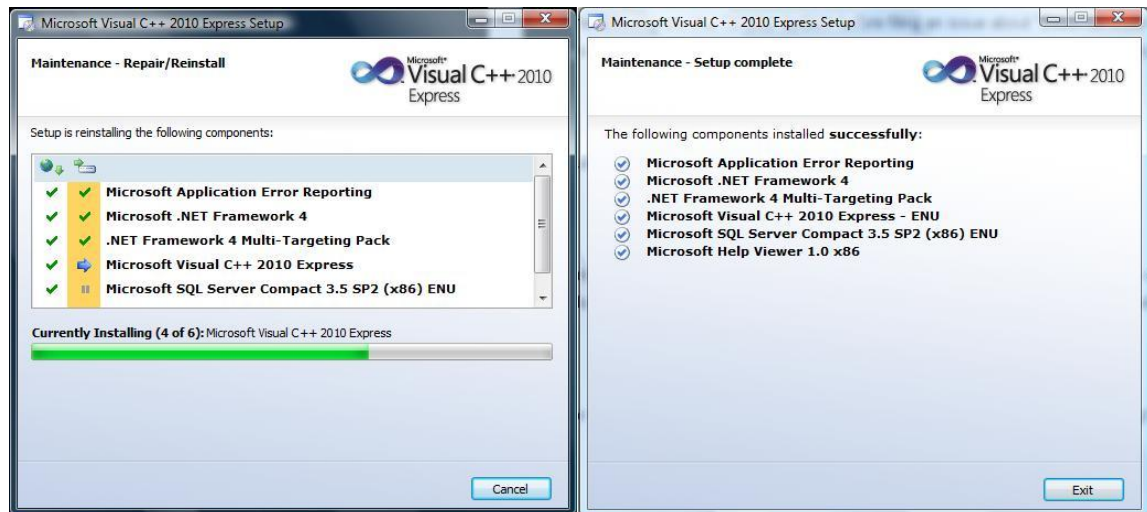 Microsoft Visual C++ 2010 Express Setup
Maintenance - Repair/Reinstall
Microsoft
Visual C++ 2010
Express
Setup is reinstalling the following components:
Microsoft Application Error Reporting
Microsoft .NET Framework 4
.NET Framework 4 Multi-Targeting Pack
Microsoft Visual C++ 2010 Express
Microsoft SQL Server Compact 3.5 SP2 (x86) ENU
Currently Installing (4 of 6): Microsoft Visual C++ 2010 Express
Cancel
Microsoft Visual C++ 2010 Express Setup
Maintenance - Setup complete
Microsoft
Visual C++ 2010
Express
The following components installed successfully:
Microsoft Application Error Reporting
Microsoft .NET Framework 4
.NET Framework 4 Multi-Targeting Pack
Microsoft Visual C++ 2010 Express - ENU
Microsoft SQL Server Compact 3.5 SP2 (x86) ENU
Microsoft Help Viewer 1.0 x86
Exit